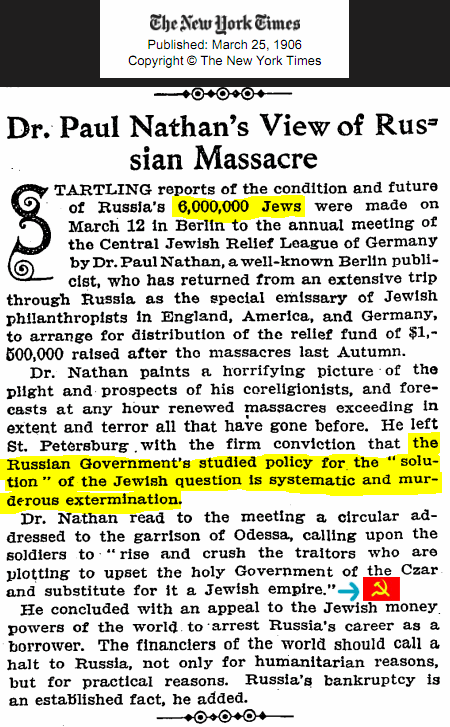 The New York Times
Published: March 25, 1906
Copyright © The New York Times
Dr. Paul Nathan's View of Rus=
sian Massacre
STARTLING reports of the condition and future
of Russia's 6,000,000 Jews were made on
March 12 in Berlin to the annual meeting of
the Central Jewish Relief League of Germany
by Dr. Paul Nathan, a well-known Berlin publi-
cist, who has returned from an extensive trip
through Russia as the special emissary of Jewish
philanthropists in England, America, and Germany,
to arrange for distribution of the relief fund of $1,-
500,000 raised after tho massacres last Autumn.
Dr. Nathan paints a horrifying picture of the
plight and prospects of his coreligionists, and fore-
casts at any hour renewed massacres exceeding in
extent and terror all that have gone before. He left
St. Petersburg with the firm conviction that the
Russian Government's studied policy for the "solu-
tion" of the Jewish question is systematic and mur-
derous extermination.
Dr. Nathan read to the meeting a circular ad-
dressed to the garrison of Odessa, calling upon the
soldiers to "rise and crush the traitors who are
plotting to upset the holy Government of the Czar
and substitute for it a Jewish empire."
He concluded with an appeal to the Jewish money
powers of the world to arrest Russia's career as a
borrower. The financiers of the world should call a
halt to Russia, not only for humanitarian reasons,
but for practical reasons. Russia's bankruptcy is
an established fact, he added.